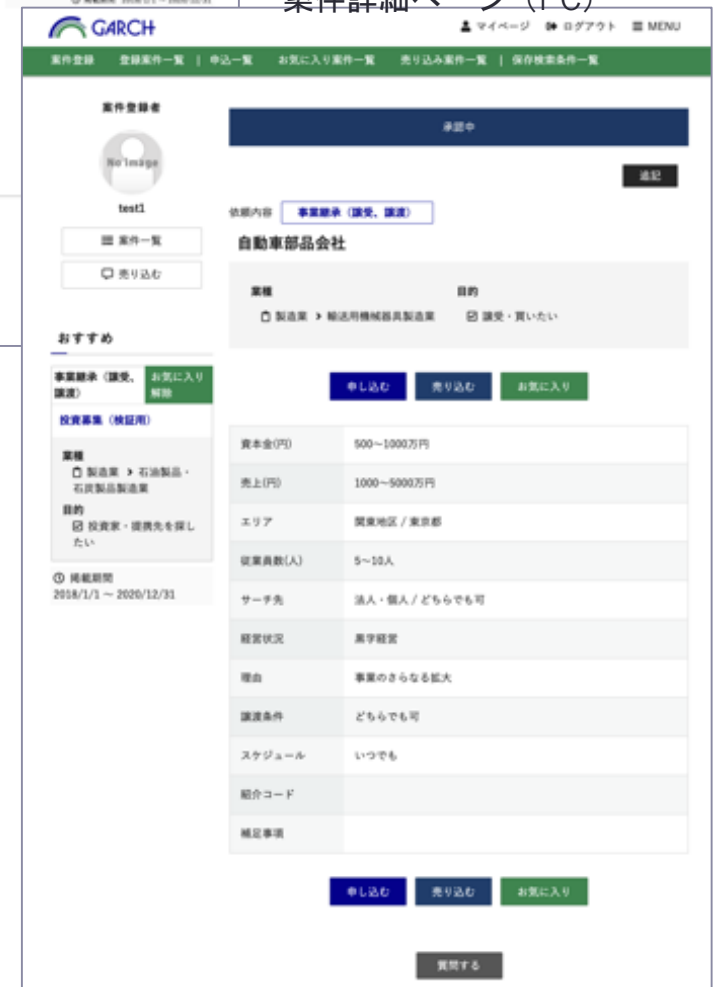 掲載期間 2018/1/1 ~ 2020/12/31
案件詳細ページ（PC）
GARCH
マイページ ログアウト MENU
案件登録 登録案件一覧 | 申込一覧 お気に入り案件一覧 売り込み案件一覧 | 保存検索条件一覧
案件登録者
No Image
test1
案件一覧
売り込む
おすすめ
事業継承（譲受、
譲渡）
お気に入り
解除
投資募集（検証用）
業種
製造業 > 石油製品・
石炭製品製造業
目的
投資家・提携先を探し
たい
掲載期間
2018/1/1 ~ 2020/12/31
承認中
追記
依頼内容 事業継承（譲受、譲渡）
自動車部品会社
業種 目的
製造業 > 輸送用機械器具製造業 譲受・買いたい
申し込む 売り込む お気に入り
資本金(円) 500~1000万円
売上(円) 1000~5000万円
エリア 関東地区 / 東京都
従業員数(人) 5~10人
サーチ先 法人・個人 / どちらでも可
経営状況 黒字経営
理由 事業のさらなる拡大
譲渡条件 どちらでも可
スケジュール いつでも
紹介コード
補足事項
申し込む 売り込む お気に入り
質問する